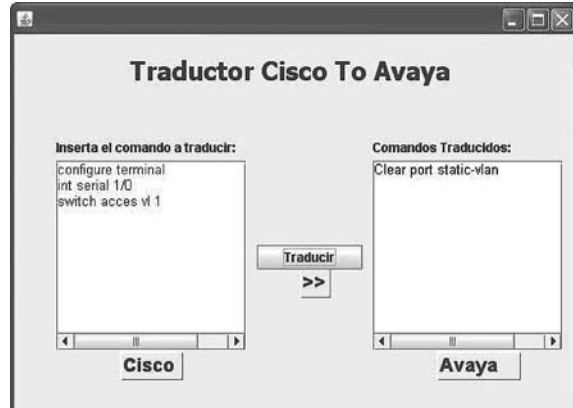 Traductor Cisco To Avaya
Inserta el comando a traducir:
configure terminal
int serial 1/0
switch acces vl 1
Traducir
>>
Cisco
Comandos Traducidos:
Clear port static-vlan
Avaya